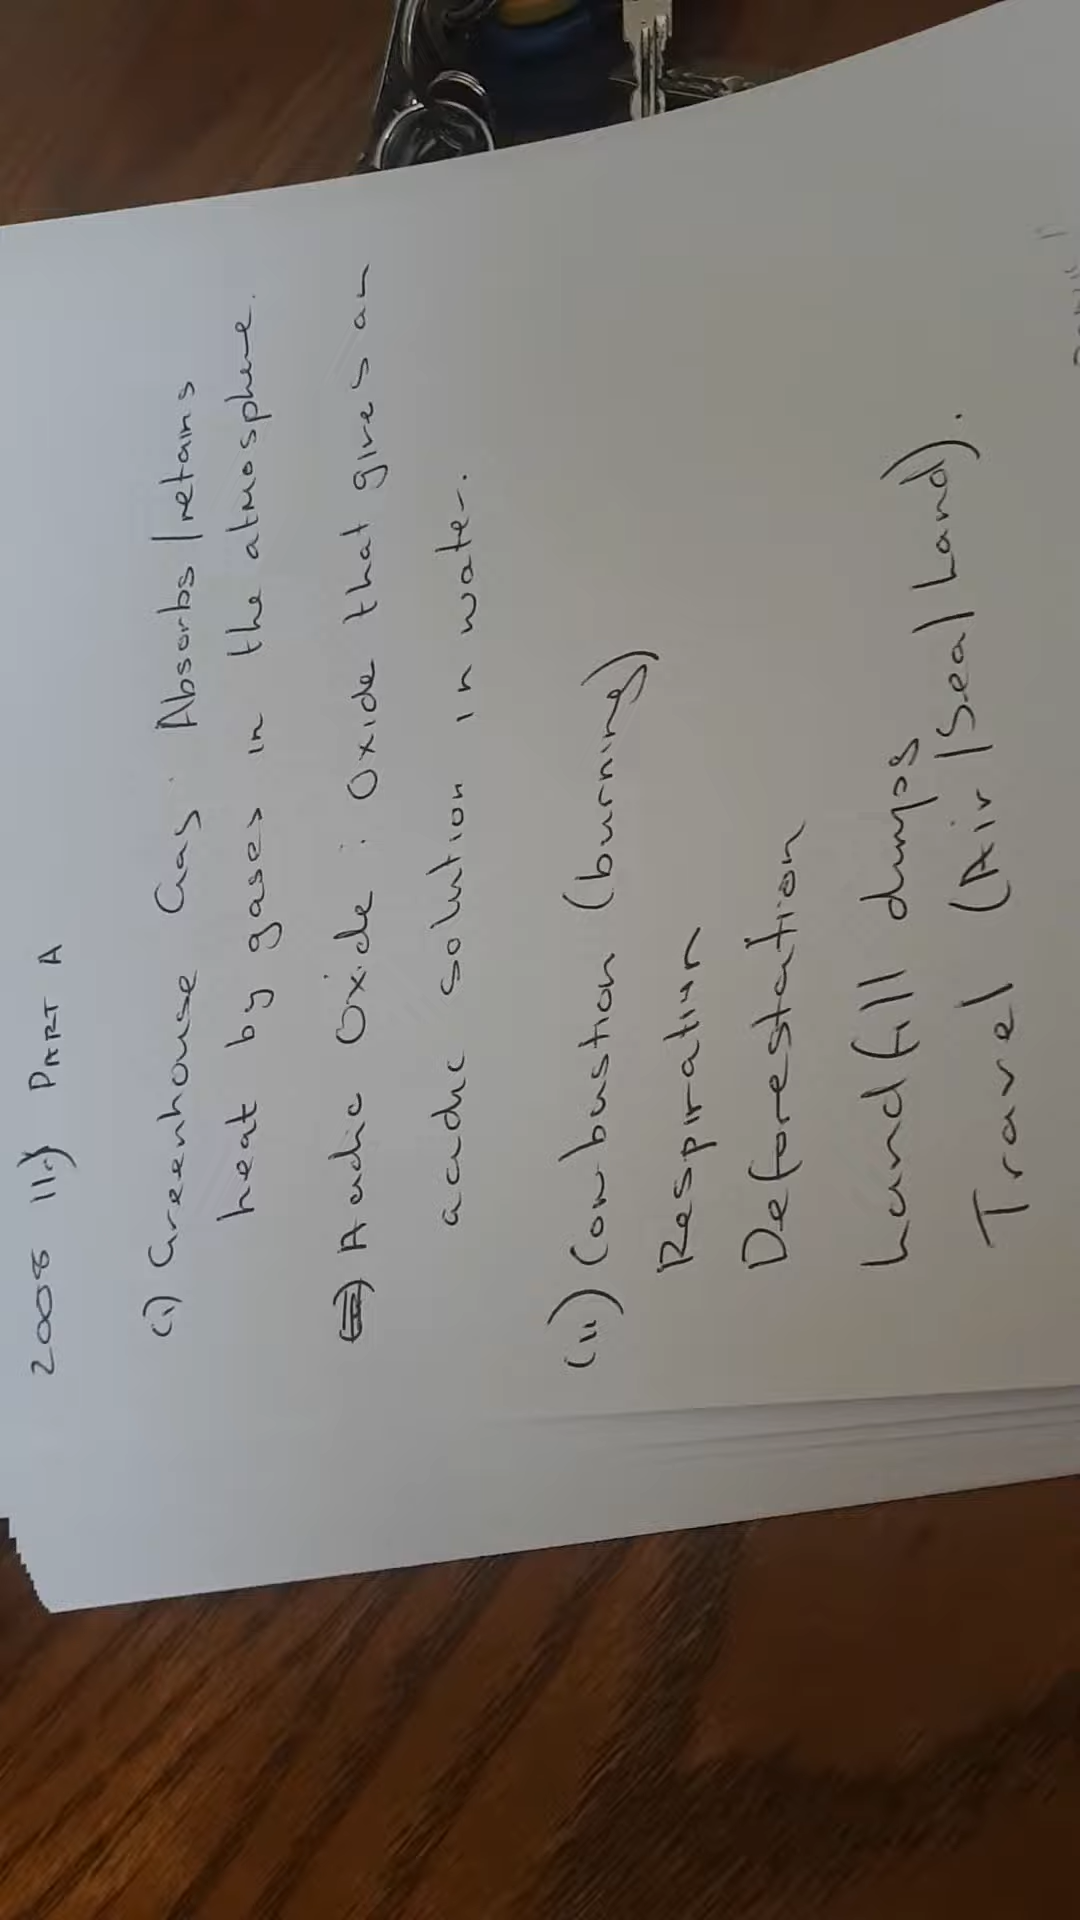 2008 11.) PART A
(i) Greenhouse Gas: Absorbs/retains
heat by gases in the atmosphere.
Acidic Oxide: Oxide that gives an
acidic solution in water.
(ii) Combustion (burning)
Respiration
Deforestation
Landfill dumps
Travel (Air/Sea/Land).